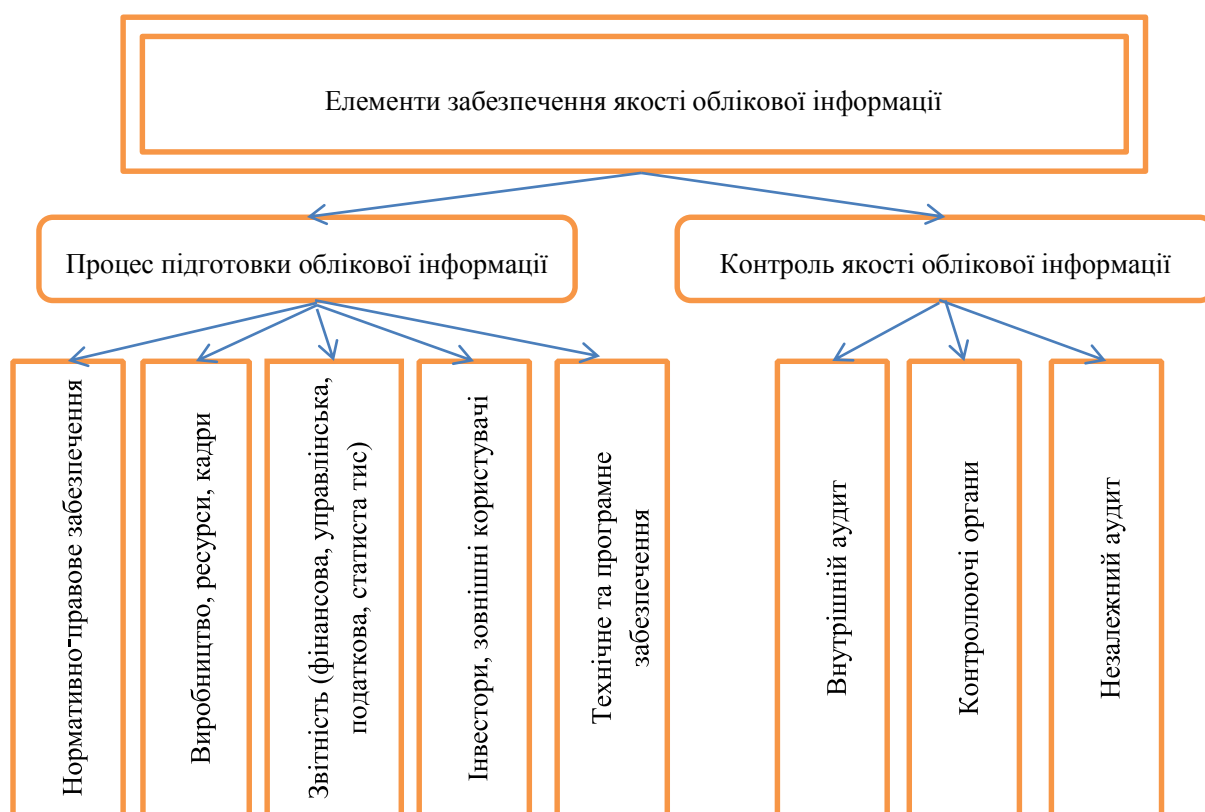 Елементи забезпечення якості облікової інформації
Процес підготовки облікової інформації
Контроль якості облікової інформації
Нормативно-правове забезпечення
Виробництво, ресурси, кадри
Звітність (фінансова, управлінська,
податкова, статиста тис)
Інвестори, зовнішні користувачі
Технічне та програмне
забезпечення
Внутрішній аудит
Контролюючі органи
Незалежний аудит